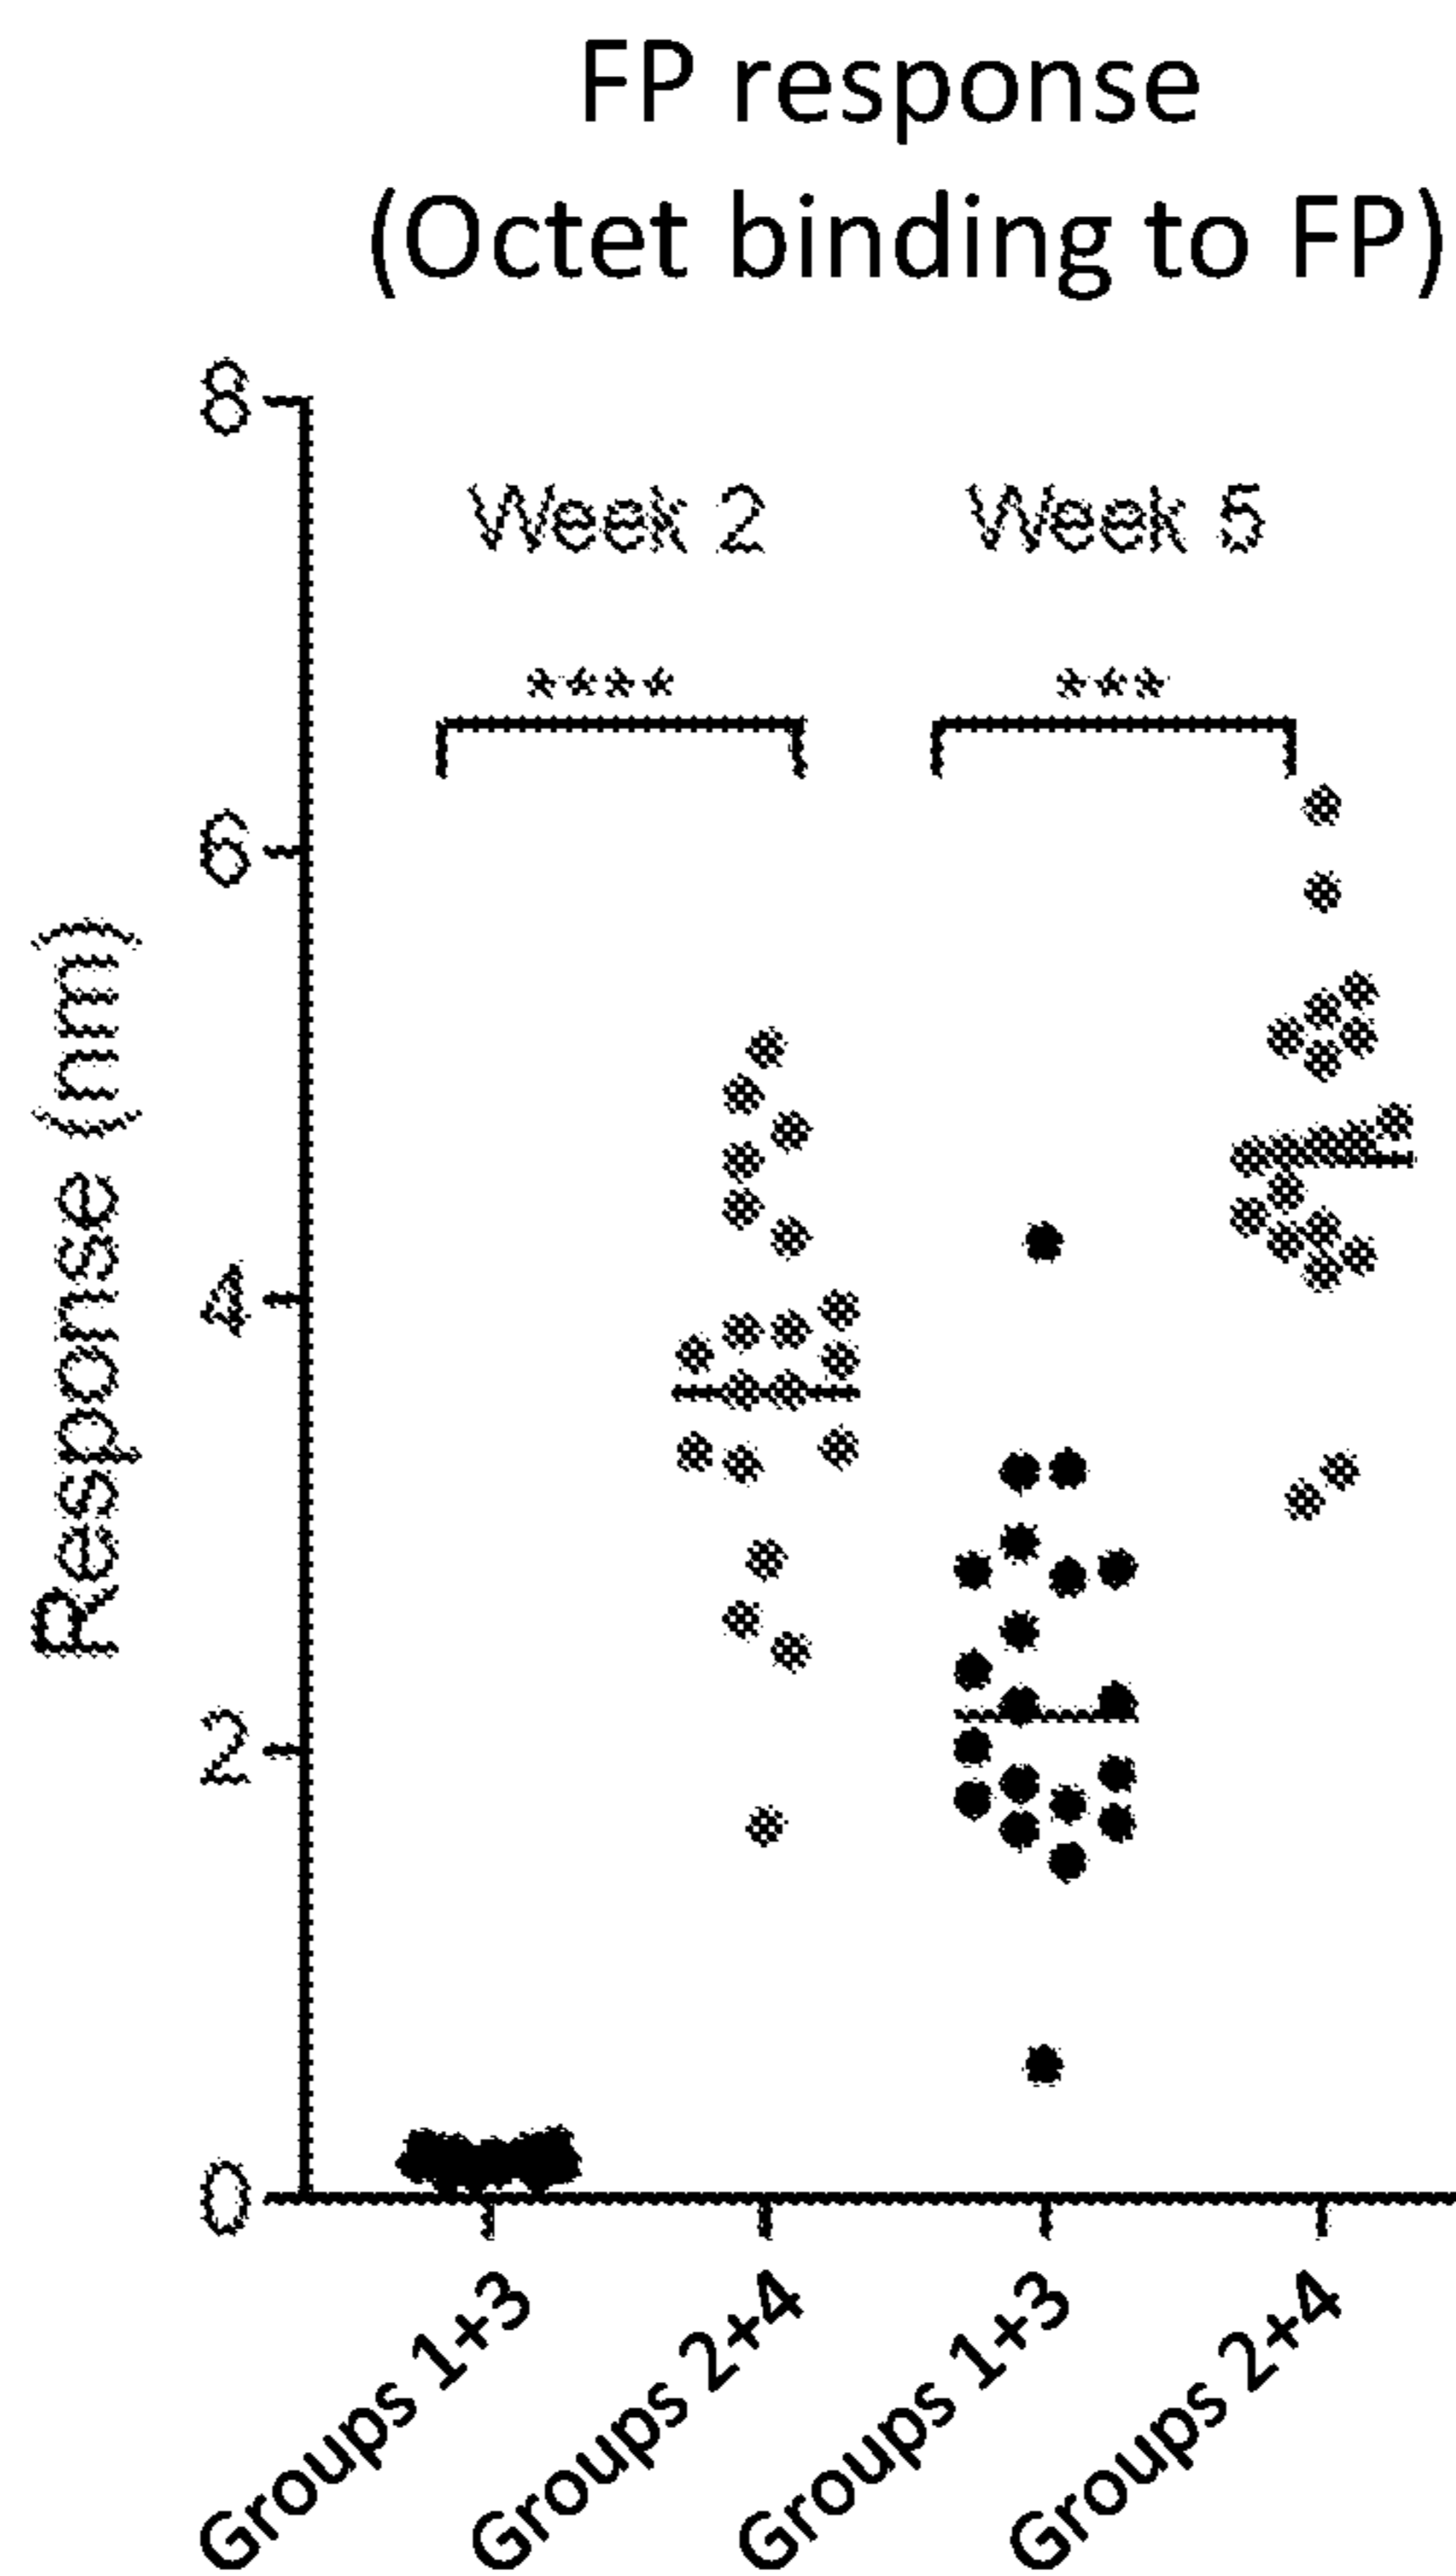 FP response
(Octet binding to FP)
8
Week 2
Week 5
****
***
6
4
2
0
Response (nm)
Groups 1+3
Groups 2+4
Groups 1+3
Groups 2+4